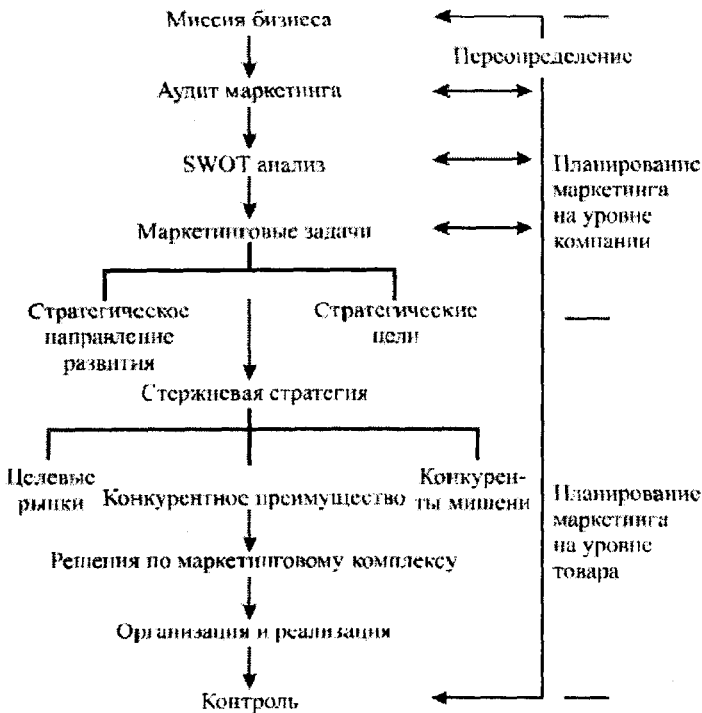 Миссия бизнеса
Переопределение
Аудит маркетинга
SWOT анализ
Планирование
маркетинга
на уровне
компании
Маркетинговые задачи
Стратегическое
направление
развития
Стратегические
цели
Стержневая стратегия
Целевые
рынки
Конкурентное преимущество
Конкурен-
ты мишени
Планирование
маркетинга
на уровне
товара
Решения по маркетинговому комплексу
Организация и реализация
Контроль